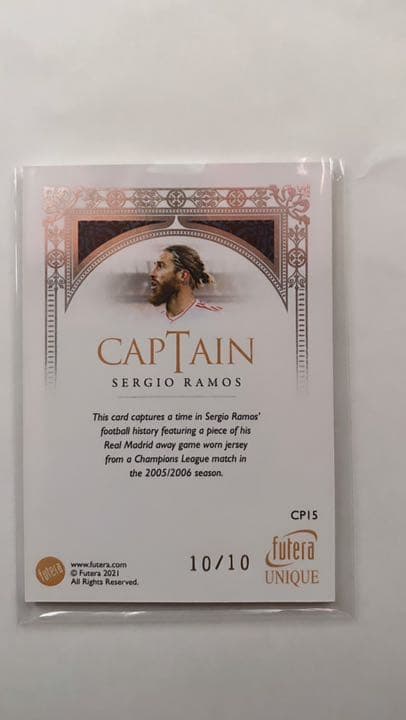 CAPTAIN
SERGIO RAMOS
This card captures a time in Sergio Ramos'
football history featuring a piece of his
Real Madrid away game worn jersey
from a Champions League match in
the 2005/2006 season.
CP15
futera
www.futera.com
© Futera 2021
All Rights Reserved.
10/10
futera
UNIQUE